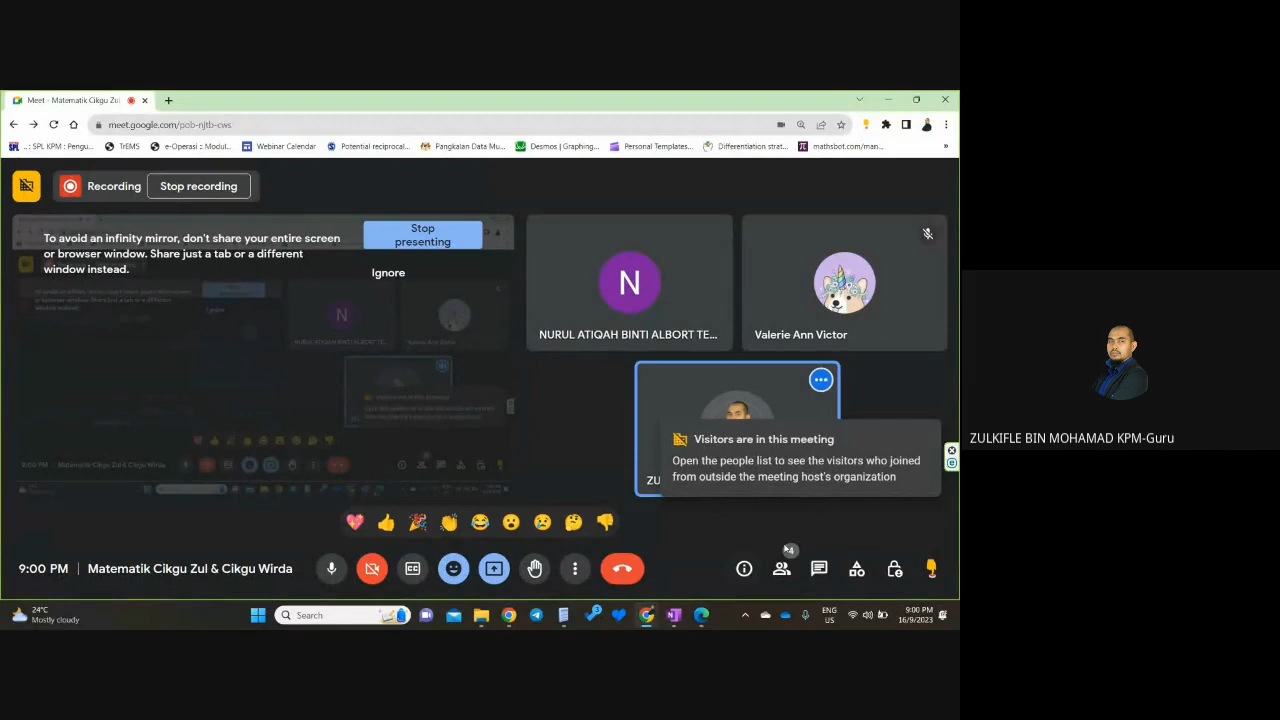 Meet - Matematik Cikgu Zul
meet.google.com/pob-njtb-cws
..: SPL KPM : Pengu...
TrEMS
e-Operasi :: Modul...
Webinar Calendar
Potential reciprocal...
Pangkalan Data Mu...
Desmos | Graphing...
Personal Templates...
Differentiation strat...
mathsbot.com/man...
Recording
Stop recording
To avoid an infinity mirror, don't share your entire screen
or browser window. Share just a tab or a different
window instead.
Stop
presenting
Ignore
N
NURUL ATIQAH BINTI ALBORT TE...
Valerie Ann Victor
ZU
Visitors are in this meeting
Open the people list to see the visitors who joined
from outside the meeting host's organization
ZULKIFLE BIN MOHAMAD KPM-Guru
9:00 PM | Matematik Cikgu Zul & Cikgu Wirda
4
24°C
Mostly cloudy
Search
ENG
US
9:00 PM
16/9/2023